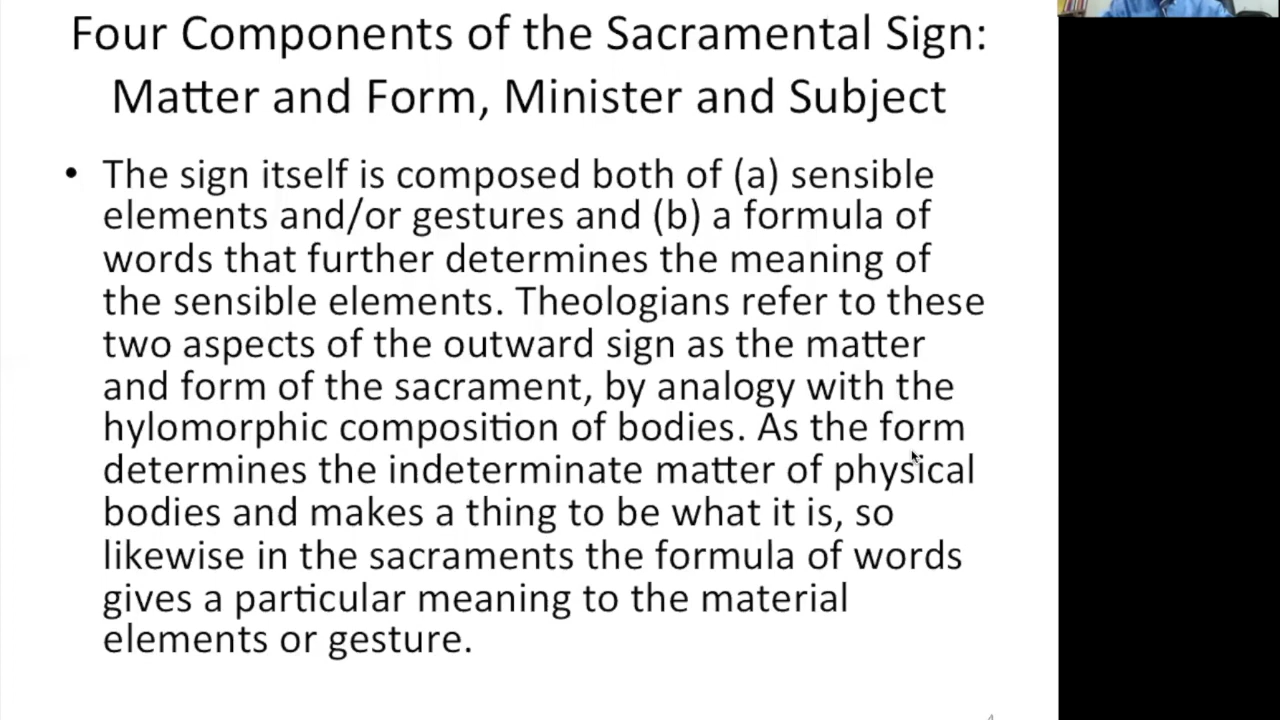 Four Components of the Sacramental Sign:
Matter and Form, Minister and Subject
• The sign itself is composed both of (a) sensible
elements and/or gestures and (b) a formula of
words that further determines the meaning of
the sensible elements. Theologians refer to these
two aspects of the outward sign as the matter
and form of the sacrament, by analogy with the
hylomorphic composition of bodies. As the form
determines the indeterminate matter of physical
bodies and makes a thing to be what it is, so
likewise in the sacraments the formula of words
gives a particular meaning to the material
elements or gesture.